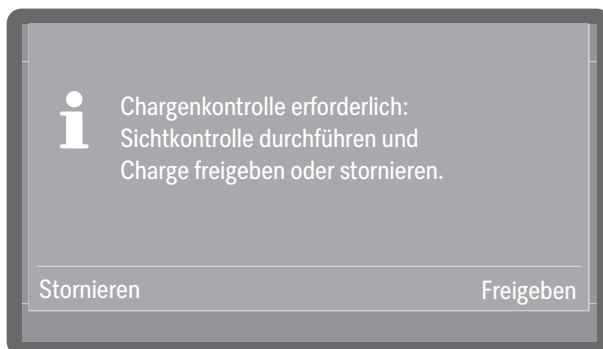 Chargenkontrolle erforderlich:
Sichtkontrolle durchführen und
Charge freigeben oder stornieren.
Stornieren
Freigeben